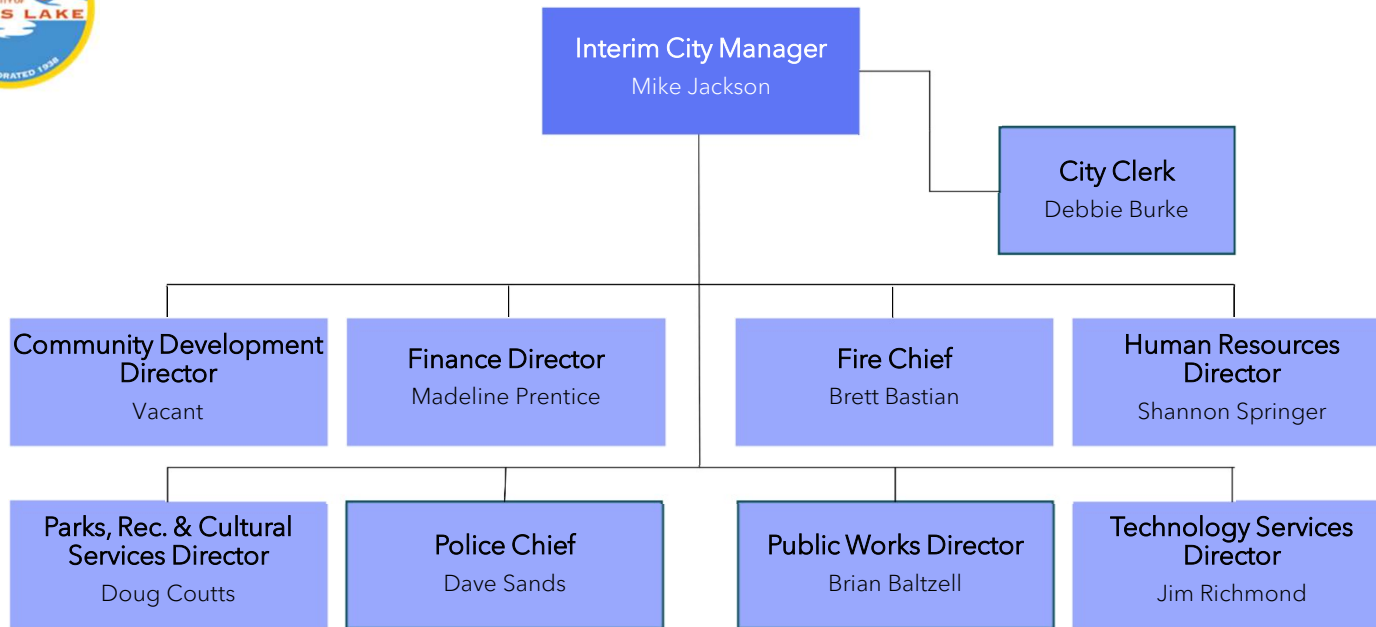 S LAKE
Interim City Manager
Mike Jackson
City Clerk
Debbie Burke
Community Development
Director
Vacant
Finance Director
Madeline Prentice
Fire Chief
Brett Bastian
Human Resources
Director
Shannon Springer
Parks, Rec. & Cultural
Services Director
Doug Coutts
Police Chief
Dave Sands
Public Works Director
Brian Baltzell
Technology Services
Director
Jim Richmond